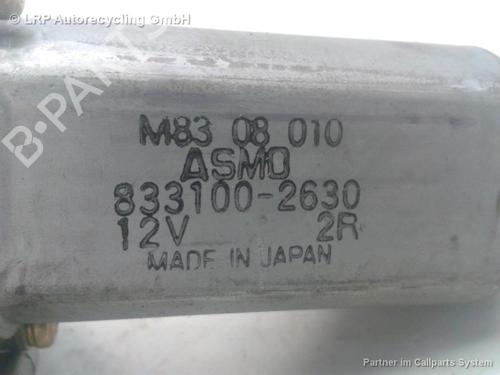 © LRP Autorecycling GmbH
B-PARTS
M83 08 010
ASMO
833100-2630
12V 2R
MADE IN JAPAN
Partner im Callparts System